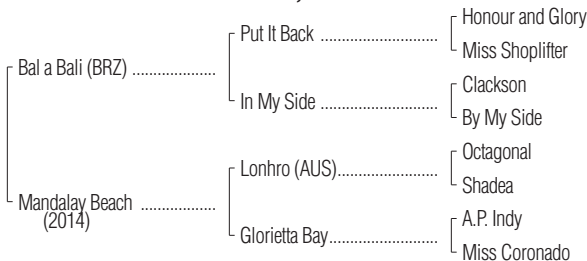 Honour and Glory
Put It Back ..........................
Miss Shoplifter
Bal a Bali (BRZ) ...................
Clackson
In My Side ..........................
By My Side
Octagonal
Lonhro (AUS)......................
Shadea
Mandalay Beach .................
(2014)
A.P. Indy
Glorietta Bay........................
Miss Coronado